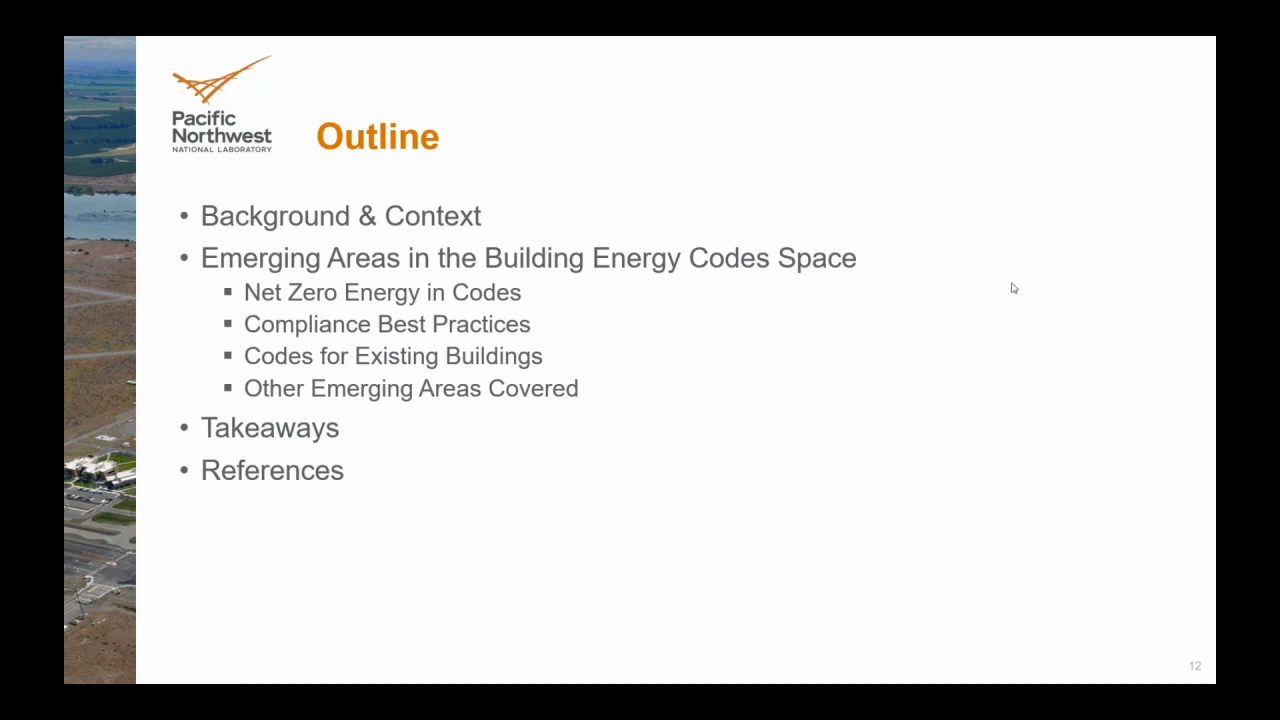 Pacific
Northwest
NATIONAL LABORATORY
Outline
• Background & Context
• Emerging Areas in the Building Energy Codes Space
▪ Net Zero Energy in Codes
▪ Compliance Best Practices
▪ Codes for Existing Buildings
▪ Other Emerging Areas Covered
• Takeaways
• References
12